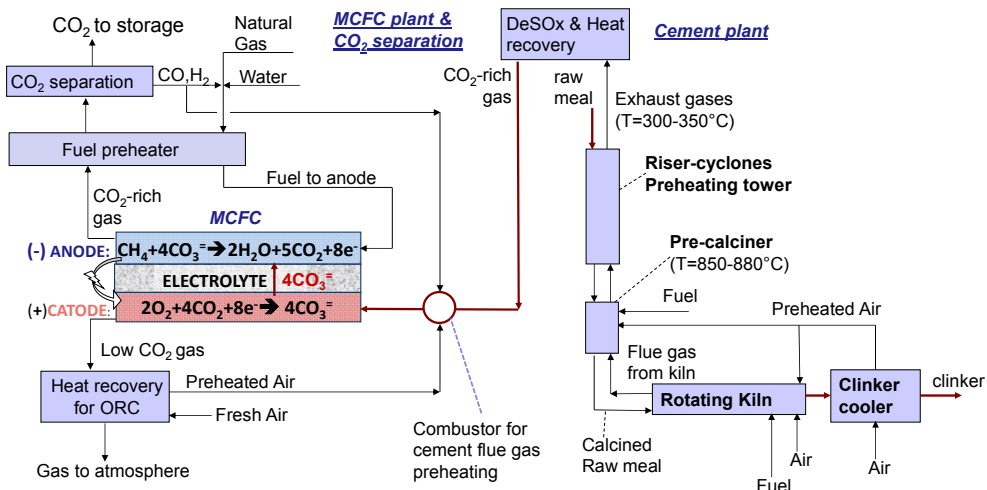 CO₂ to storage
MCFC plant &
CO₂ separation
Natural
Gas
CO₂ separation
CO,H₂
Water
Fuel preheater
Fuel to anode
CO₂-rich
gas
MCFC
(-) ANODE:
CH₄+4CO₃⁼➔2H₂O+5CO₂+8e⁻
ELECTROLYTE
4CO₃⁼
(+)CATODE:
2O₂+4CO₂+8e⁻➔4CO₃⁼
Low CO₂ gas
Heat recovery
for ORC
Preheated Air
Fresh Air
Gas to atmosphere
Combustor for
cement flue gas
preheating
DeSOx & Heat
recovery
Cement plant
CO₂-rich
gas
raw
meal
Exhaust gases
(T=300-350°C)
Riser-cyclones
Preheating tower
Pre-calciner
(T=850-880°C)
Fuel
Preheated Air
Flue gas
from kiln
Rotating Kiln
Clinker
cooler
clinker
Calcined
Raw meal
Air
Fuel
Air